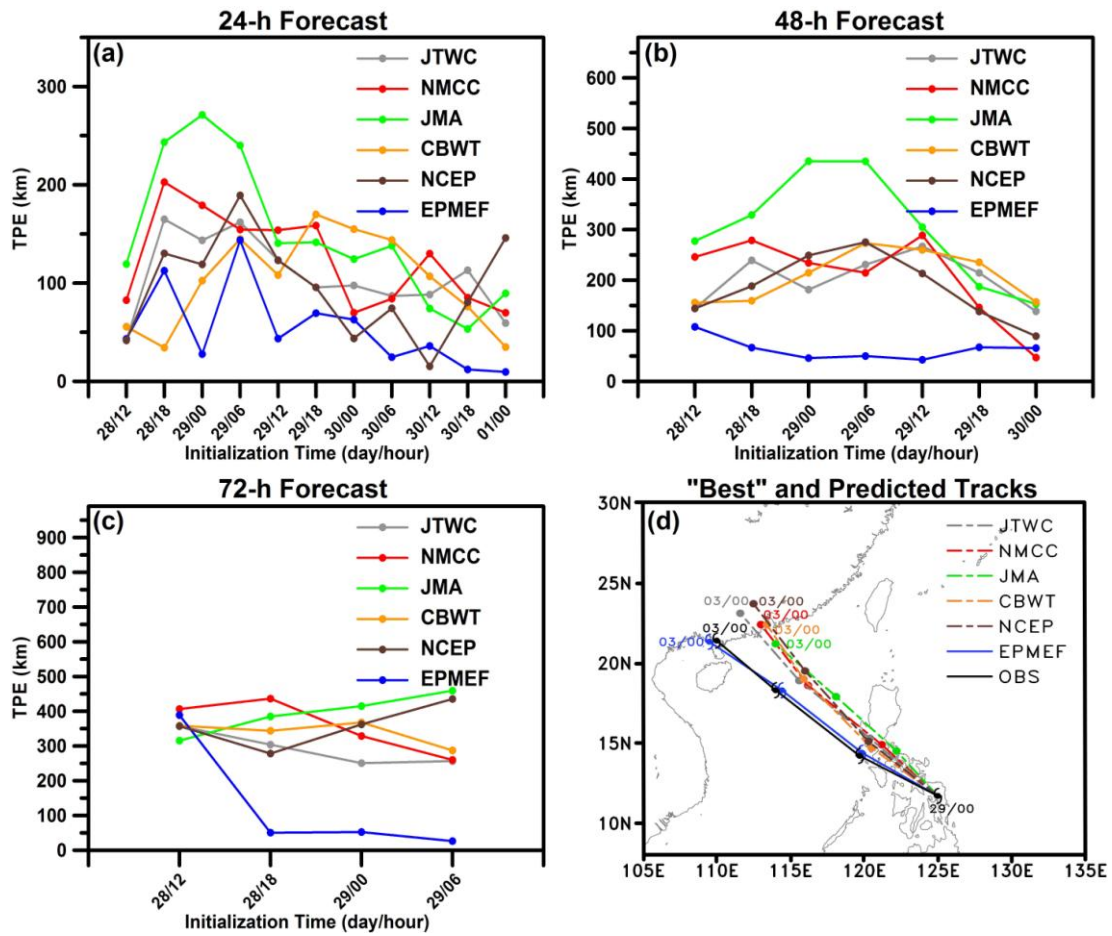 24-h Forecast
(a)
JTWC
NMCC
JMA
CBWT
NCEP
EPMEF
TPE (km)
300
200
100
0
28/12 28/18 29/00 29/06 29/12 29/18 30/00 30/06 30/12 30/18 01/00
Initialization Time (day/hour)
48-h Forecast
(b)
JTWC
NMCC
JMA
CBWT
NCEP
EPMEF
TPE (km)
600
500
400
300
200
100
0
28/12 28/18 29/00 29/06 29/12 29/18 30/00
Initialization Time (day/hour)
72-h Forecast
(c)
JTWC
NMCC
JMA
CBWT
NCEP
EPMEF
TPE (km)
900
800
700
600
500
400
300
200
100
0
28/12 28/18 29/00 29/06
Initialization Time (day/hour)
"Best" and Predicted Tracks
(d)
JTWC
NMCC
JMA
CBWT
NCEP
EPMEF
OBS
30N
25N
20N
15N
10N
03/00 03/00
03/00
03/00 03/00
03/00 03/00
29/00
105E 110E 115E 120E 125E 130E 135E